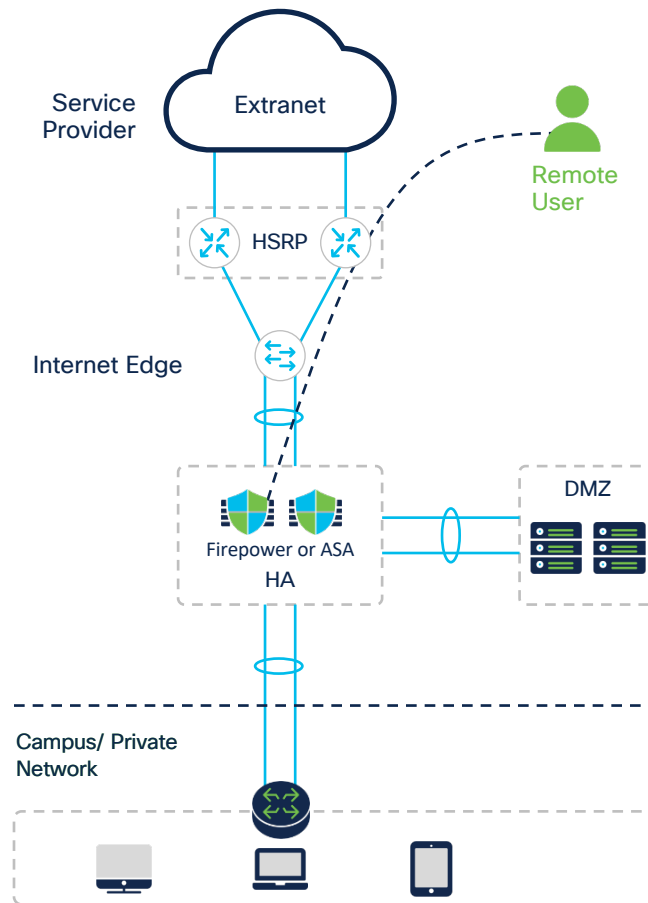 Extranet
Service
Provider
Remote
User
HSRP
Internet Edge
DMZ
Firepower or ASA
HA
Campus/ Private
Network